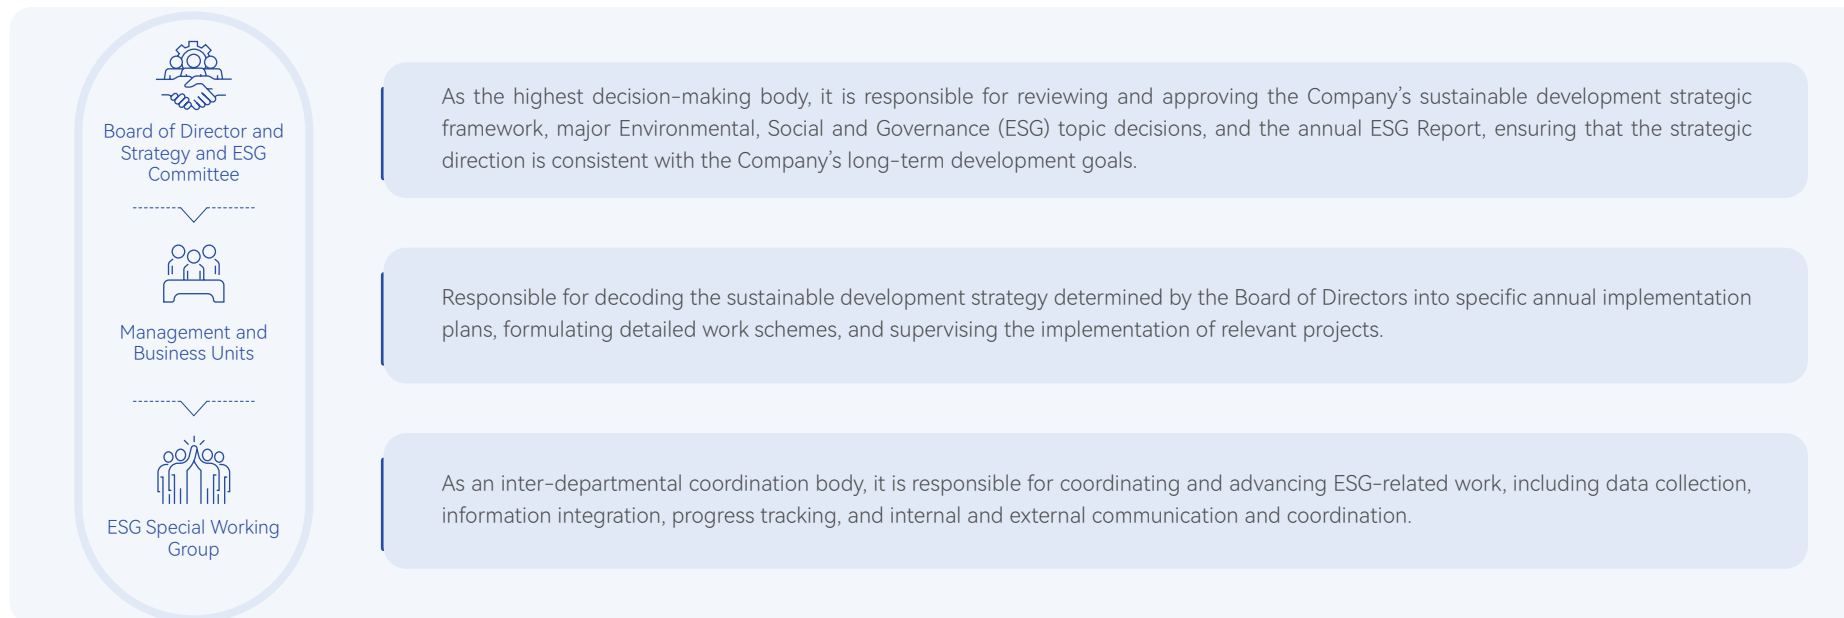 Board of Director and
Strategy and ESG
Committee
As the highest decision-making body, it is responsible for reviewing and approving the Company’s sustainable development strategic
framework, major Environmental, Social and Governance (ESG) topic decisions, and the annual ESG Report, ensuring that the strategic
direction is consistent with the Company’s long-term development goals.
Management and
Business Units
Responsible for decoding the sustainable development strategy determined by the Board of Directors into specific annual implementation
plans, formulating detailed work schemes, and supervising the implementation of relevant projects.
ESG Special Working
Group
As an inter-departmental coordination body, it is responsible for coordinating and advancing ESG-related work, including data collection,
information integration, progress tracking, and internal and external communication and coordination.